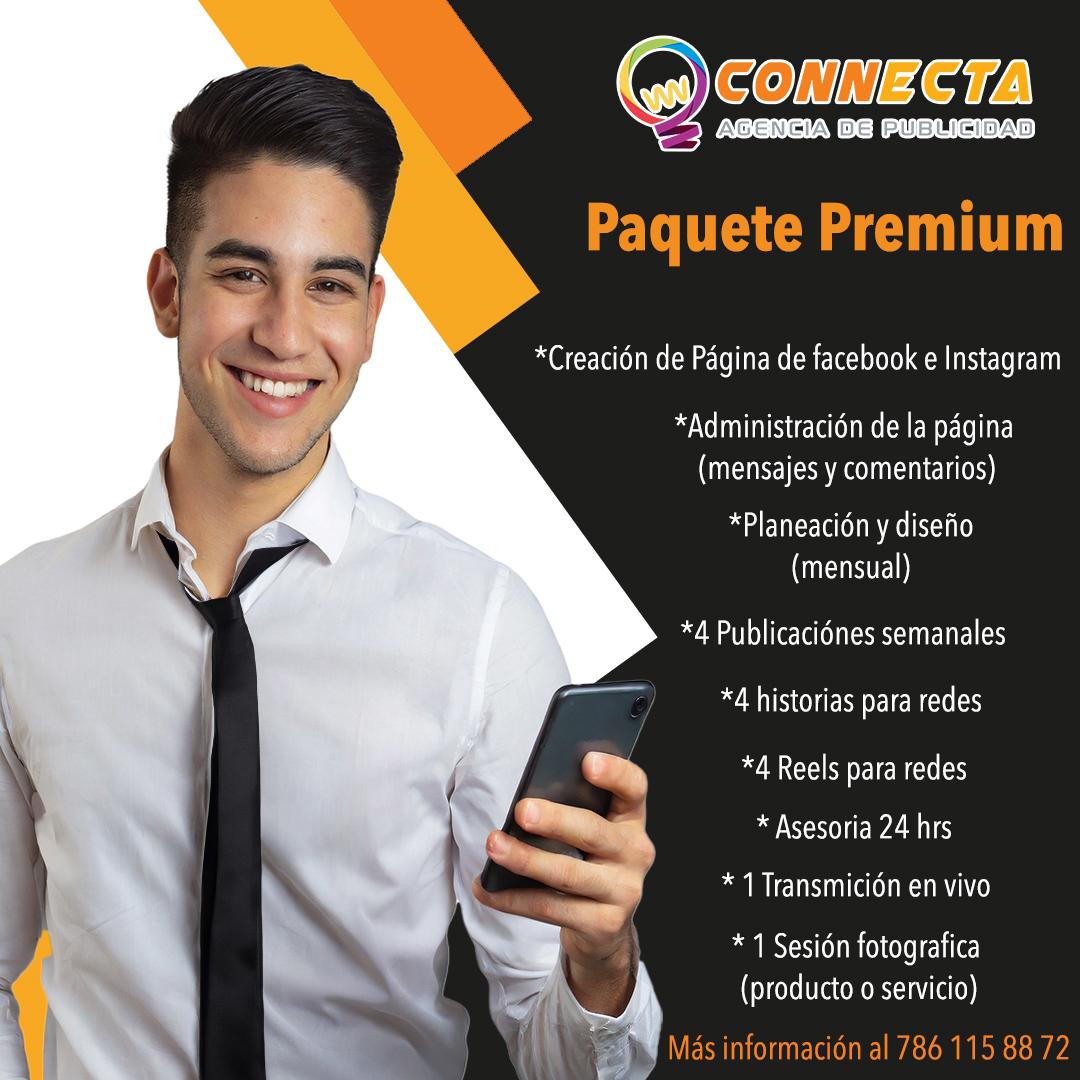 CONNECTA
AGENCIA DE PUBLICIDAD
Paquete Premium
*Creación de Página de facebook e Instagram
*Administración de la página
(mensajes y comentarios)
*Planeación y diseño
(mensual)
*4 Publicaciónes semanales
*4 historias para redes
*4 Reels para redes
* Asesoria 24 hrs
* 1 Transmición en vivo
* 1 Sesión fotografica
(producto o servicio)
Más información al 786 115 88 72